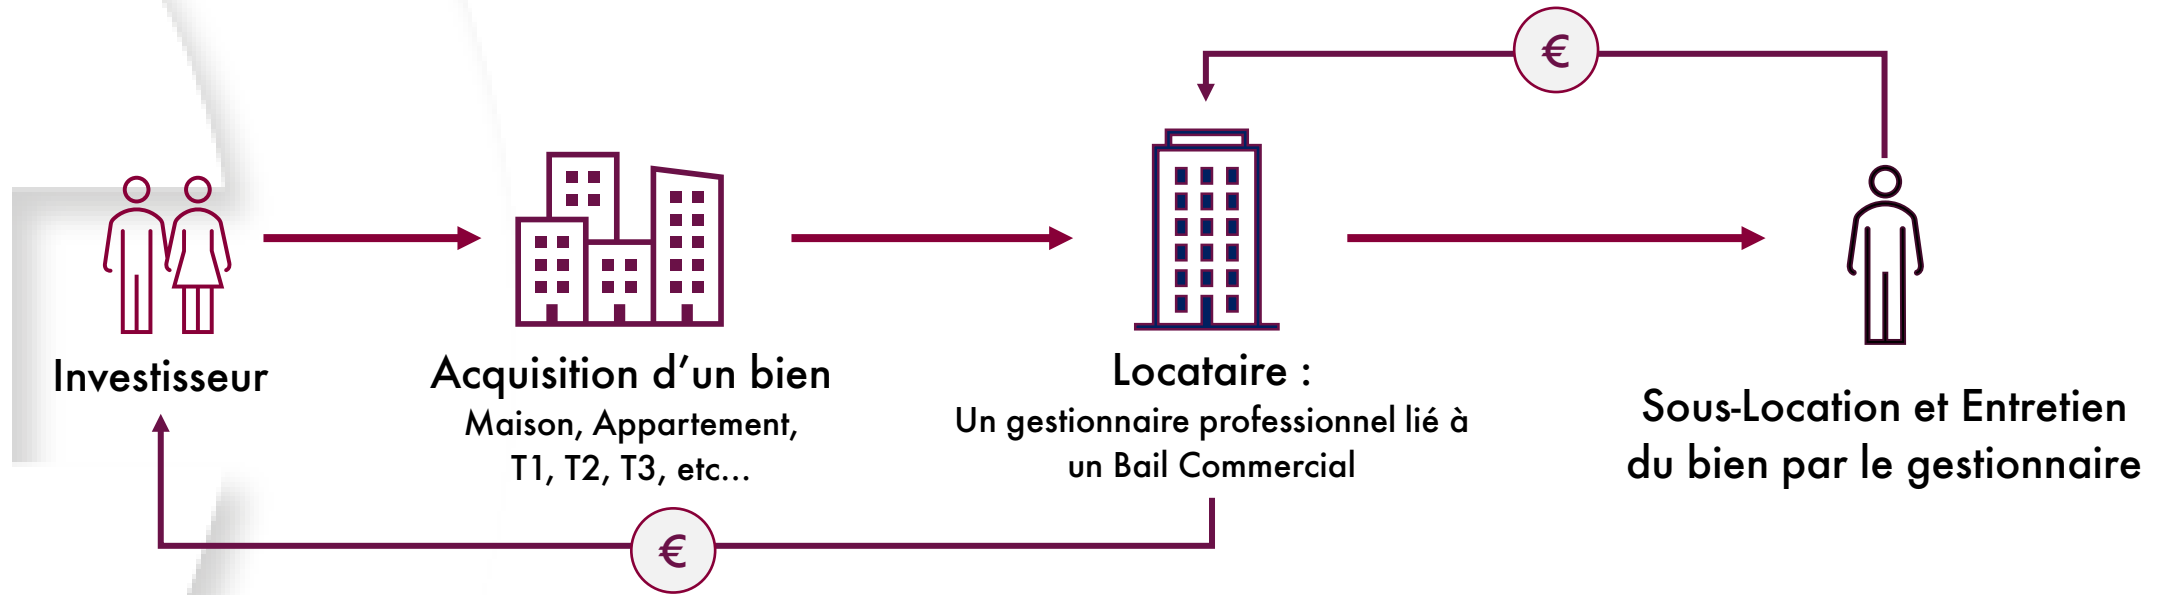 €
Investisseur
Acquisition d’un bien
Maison, Appartement,
T1, T2, T3, etc...
Locataire :
Un gestionnaire professionnel lié à
un Bail Commercial
Sous-Location et Entretien
du bien par le gestionnaire
€